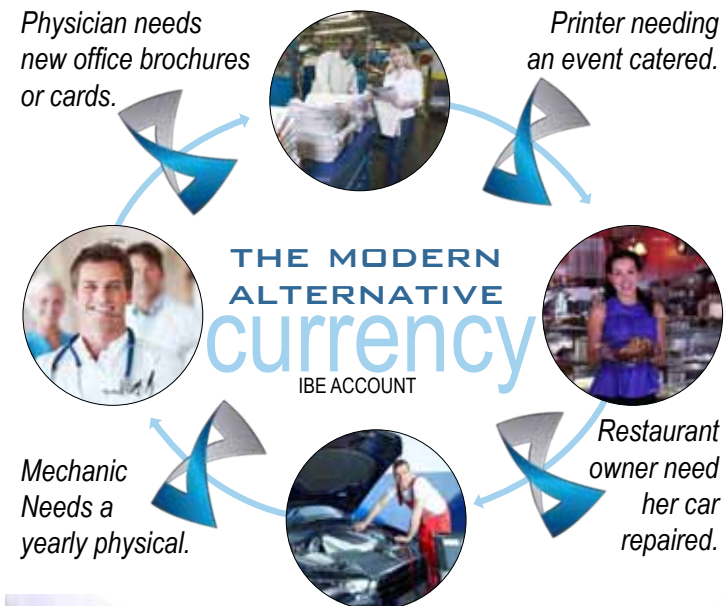 Physician needs
new office brochures
or cards.
Printer needing
an event catered.
THE MODERN
ALTERNATIVE
currency
IBE ACCOUNT
Mechanic
Needs a
yearly physical.
Restaurant
owner need
her car
repaired.